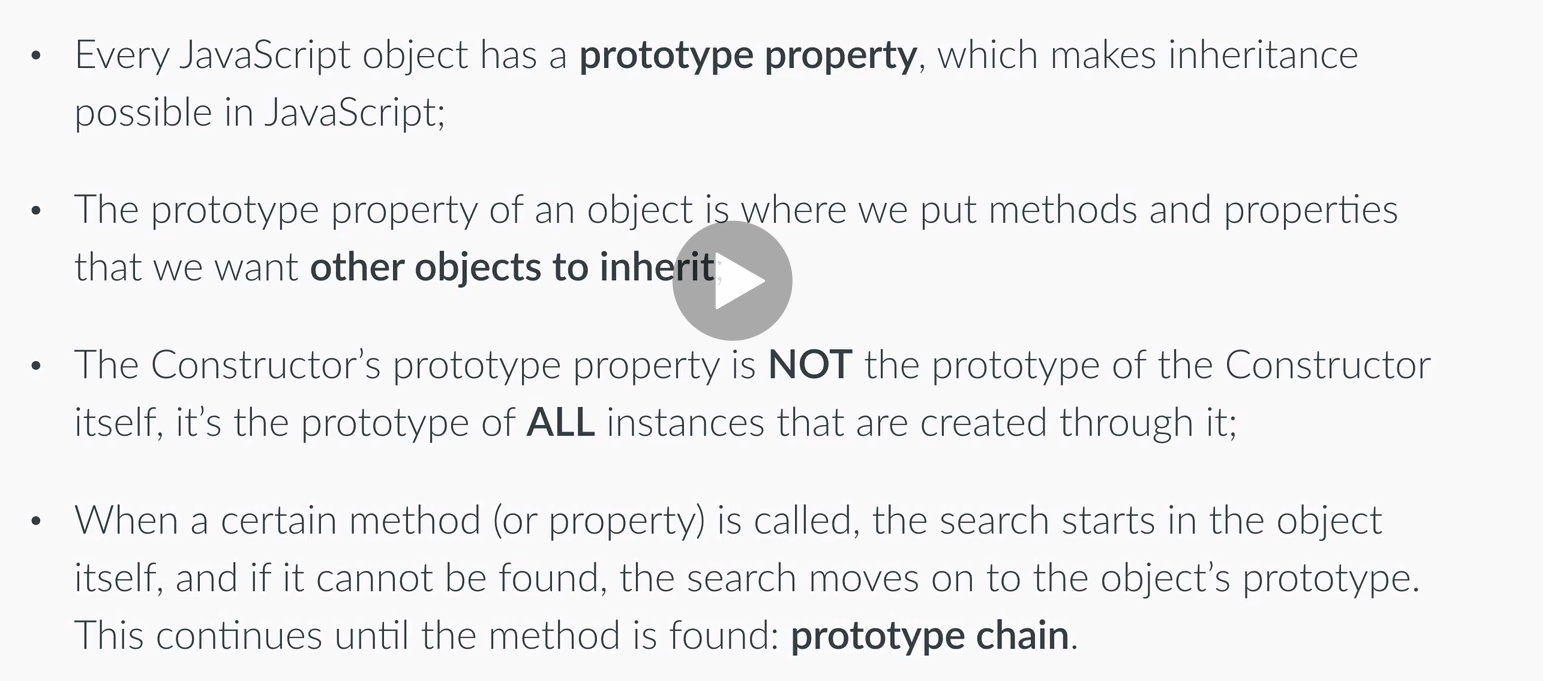 • Every JavaScript object has a prototype property, which makes inheritance
possible in JavaScript;
• The prototype property of an object is where we put methods and properties
that we want other objects to inherit;
• The Constructor’s prototype property is NOT the prototype of the Constructor
itself, it’s the prototype of ALL instances that are created through it;
• When a certain method (or property) is called, the search starts in the object
itself, and if it cannot be found, the search moves on to the object’s prototype.
This continues until the method is found: prototype chain.